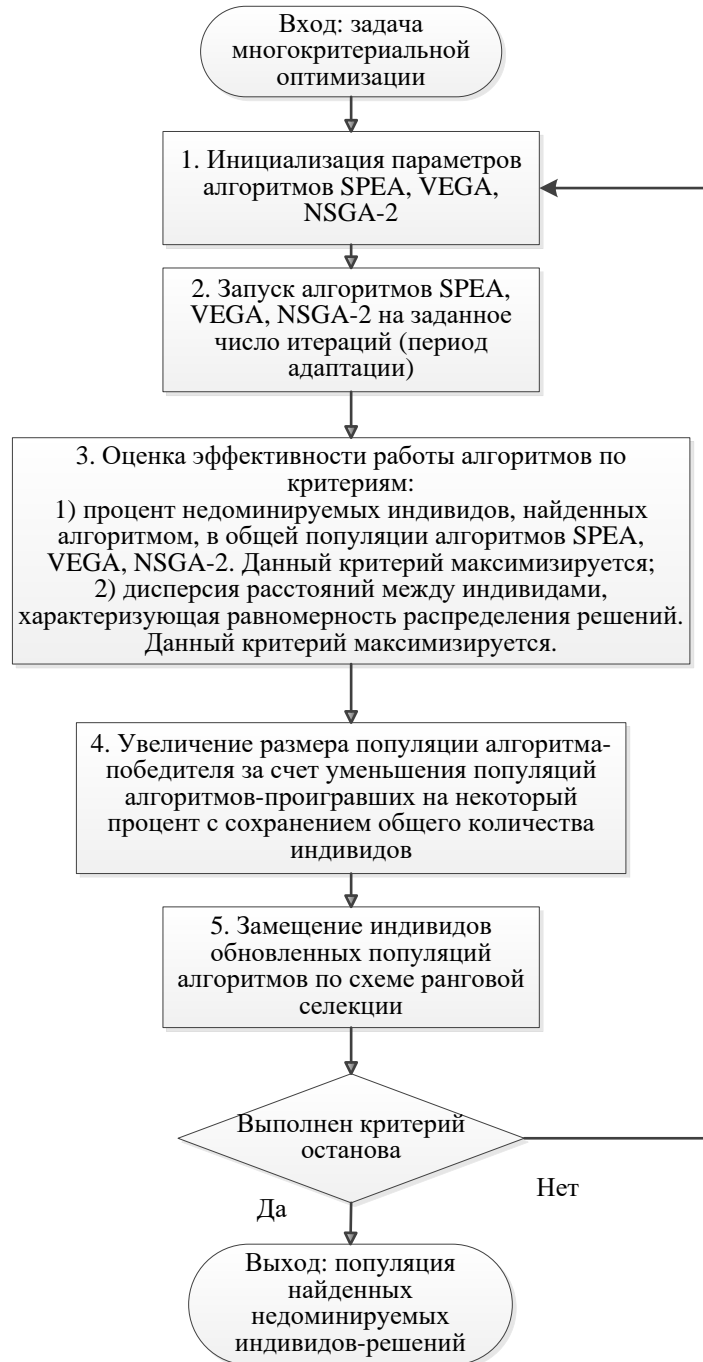 Вход: задача
многокритериальной
оптимизации
1. Инициализация параметров
алгоритмов SPEA, VEGA,
NSGA-2
2. Запуск алгоритмов SPEA,
VEGA, NSGA-2 на заданное
число итераций (период
адаптации)
3. Оценка эффективности работы алгоритмов по
критериям:
1) процент недоминируемых индивидов, найденных
алгоритмом, в общей популяции алгоритмов SPEA,
VEGA, NSGA-2. Данный критерий максимизируется;
2) дисперсия расстояний между индивидами,
характеризующая равномерность распределения решений.
Данный критерий максимизируется.
4. Увеличение размера популяции алгоритма-
победителя за счет уменьшения популяций
алгоритмов-проигравших на некоторый
процент с сохранением общего количества
индивидов
5. Замещение индивидов
обновленных популяций
алгоритмов по схеме ранговой
селекции
Выполнен критерий
останова
Нет
Да
Выход: популяция
найденных
недоминируемых
индивидов-решений